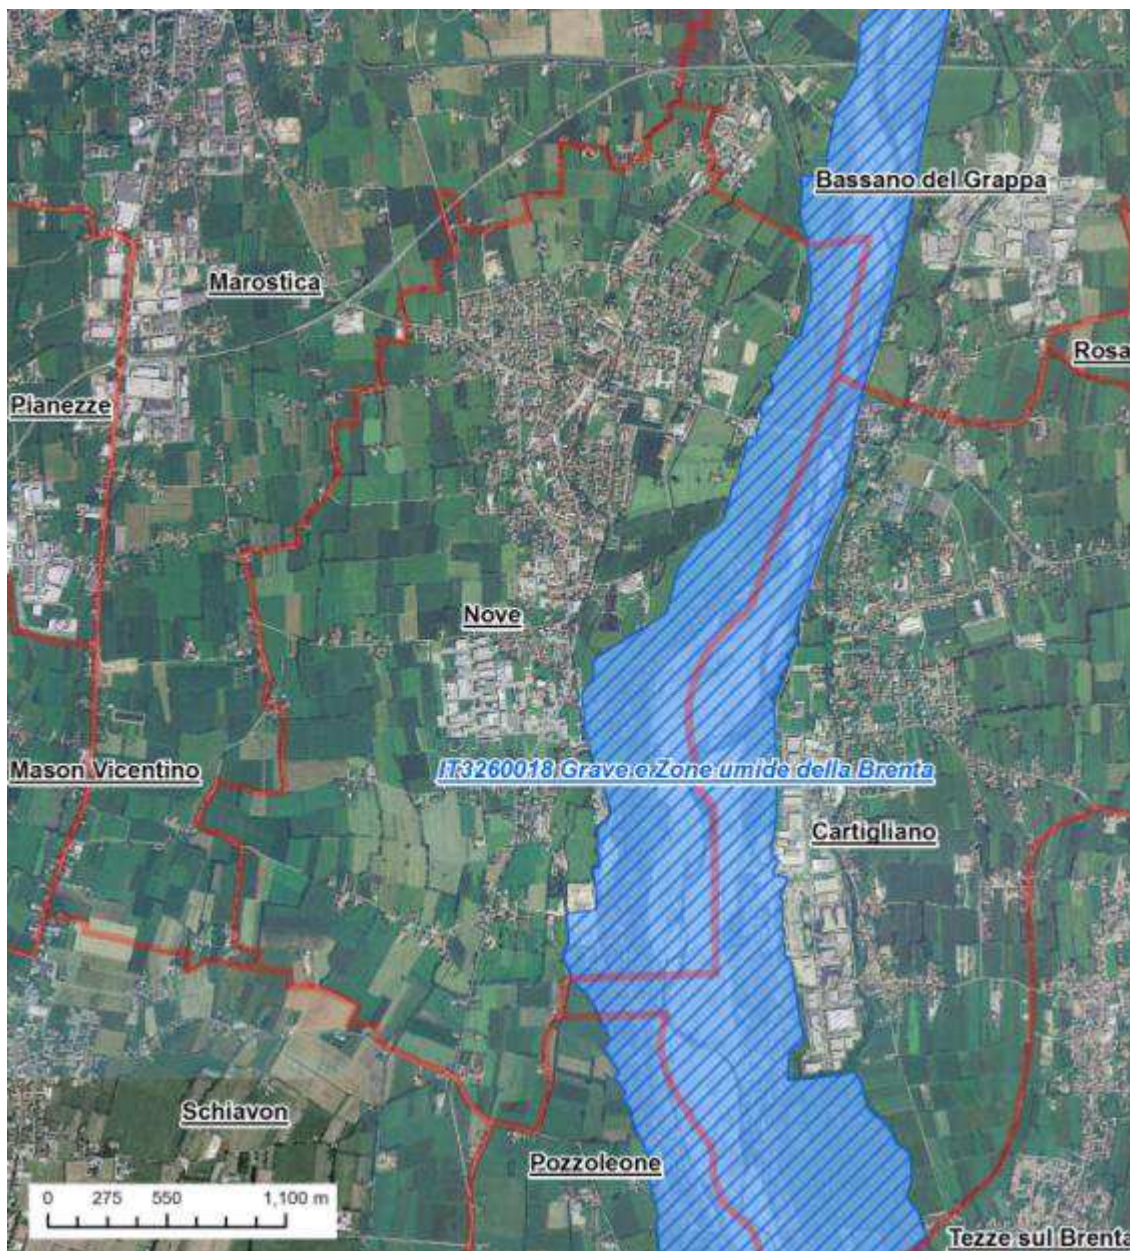 Bassano del Grappa
Marostica
Rosa
Pianezze
Nove
Mason Vicentino
IT3260018 Grave e Zone umide della Brenta
Cartigliano
Schiavon
Pozzoleone
0 275 550 1,100 m
Tezze sul Brenta